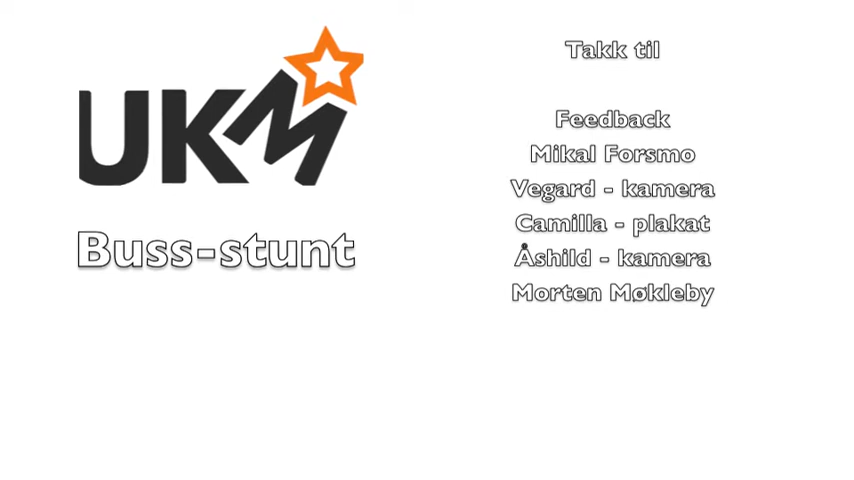 UKM
Buss-stunt
Takk til
Feedback
Mikal Forsmo
Vegard - kamera
Camilla - plakat
Åshild - kamera
Morten Møkleby